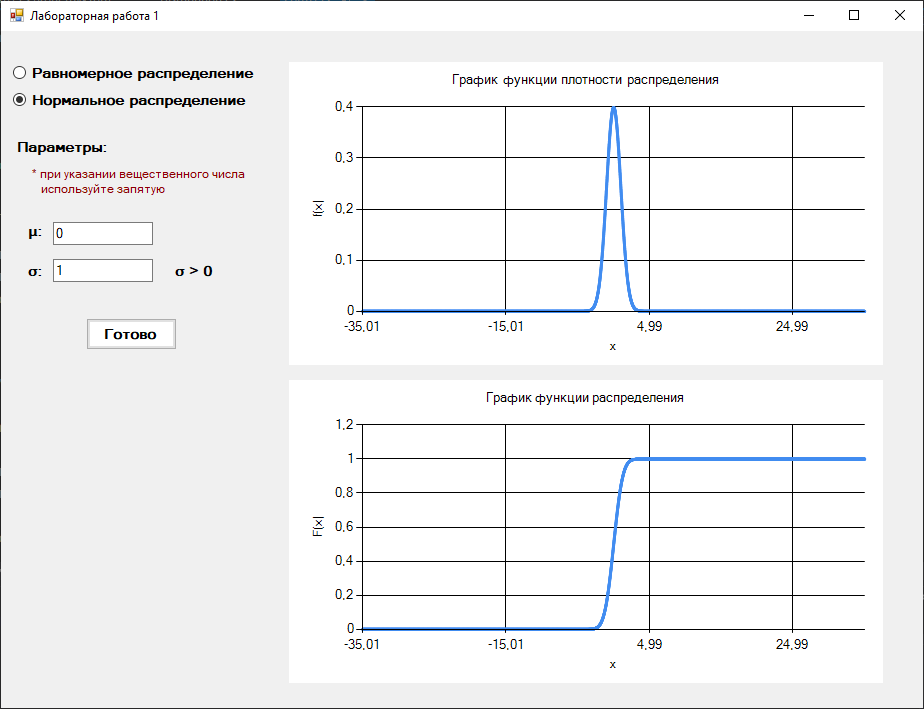 Лабораторная работа 1
Равномерное распределение
Нормальное распределение
Параметры:
* при указании вещественного числа
используйте запятую
μ: 0
σ: 1 σ > 0
Готово
График функции плотности распределения
0,4
0,3
0,2
0,1
0
f(x)
-35,01 -15,01 4,99 24,99
x
График функции распределения
1,2
1
0,8
0,6
0,4
0,2
0
F(x)
-35,01 -15,01 4,99 24,99
x